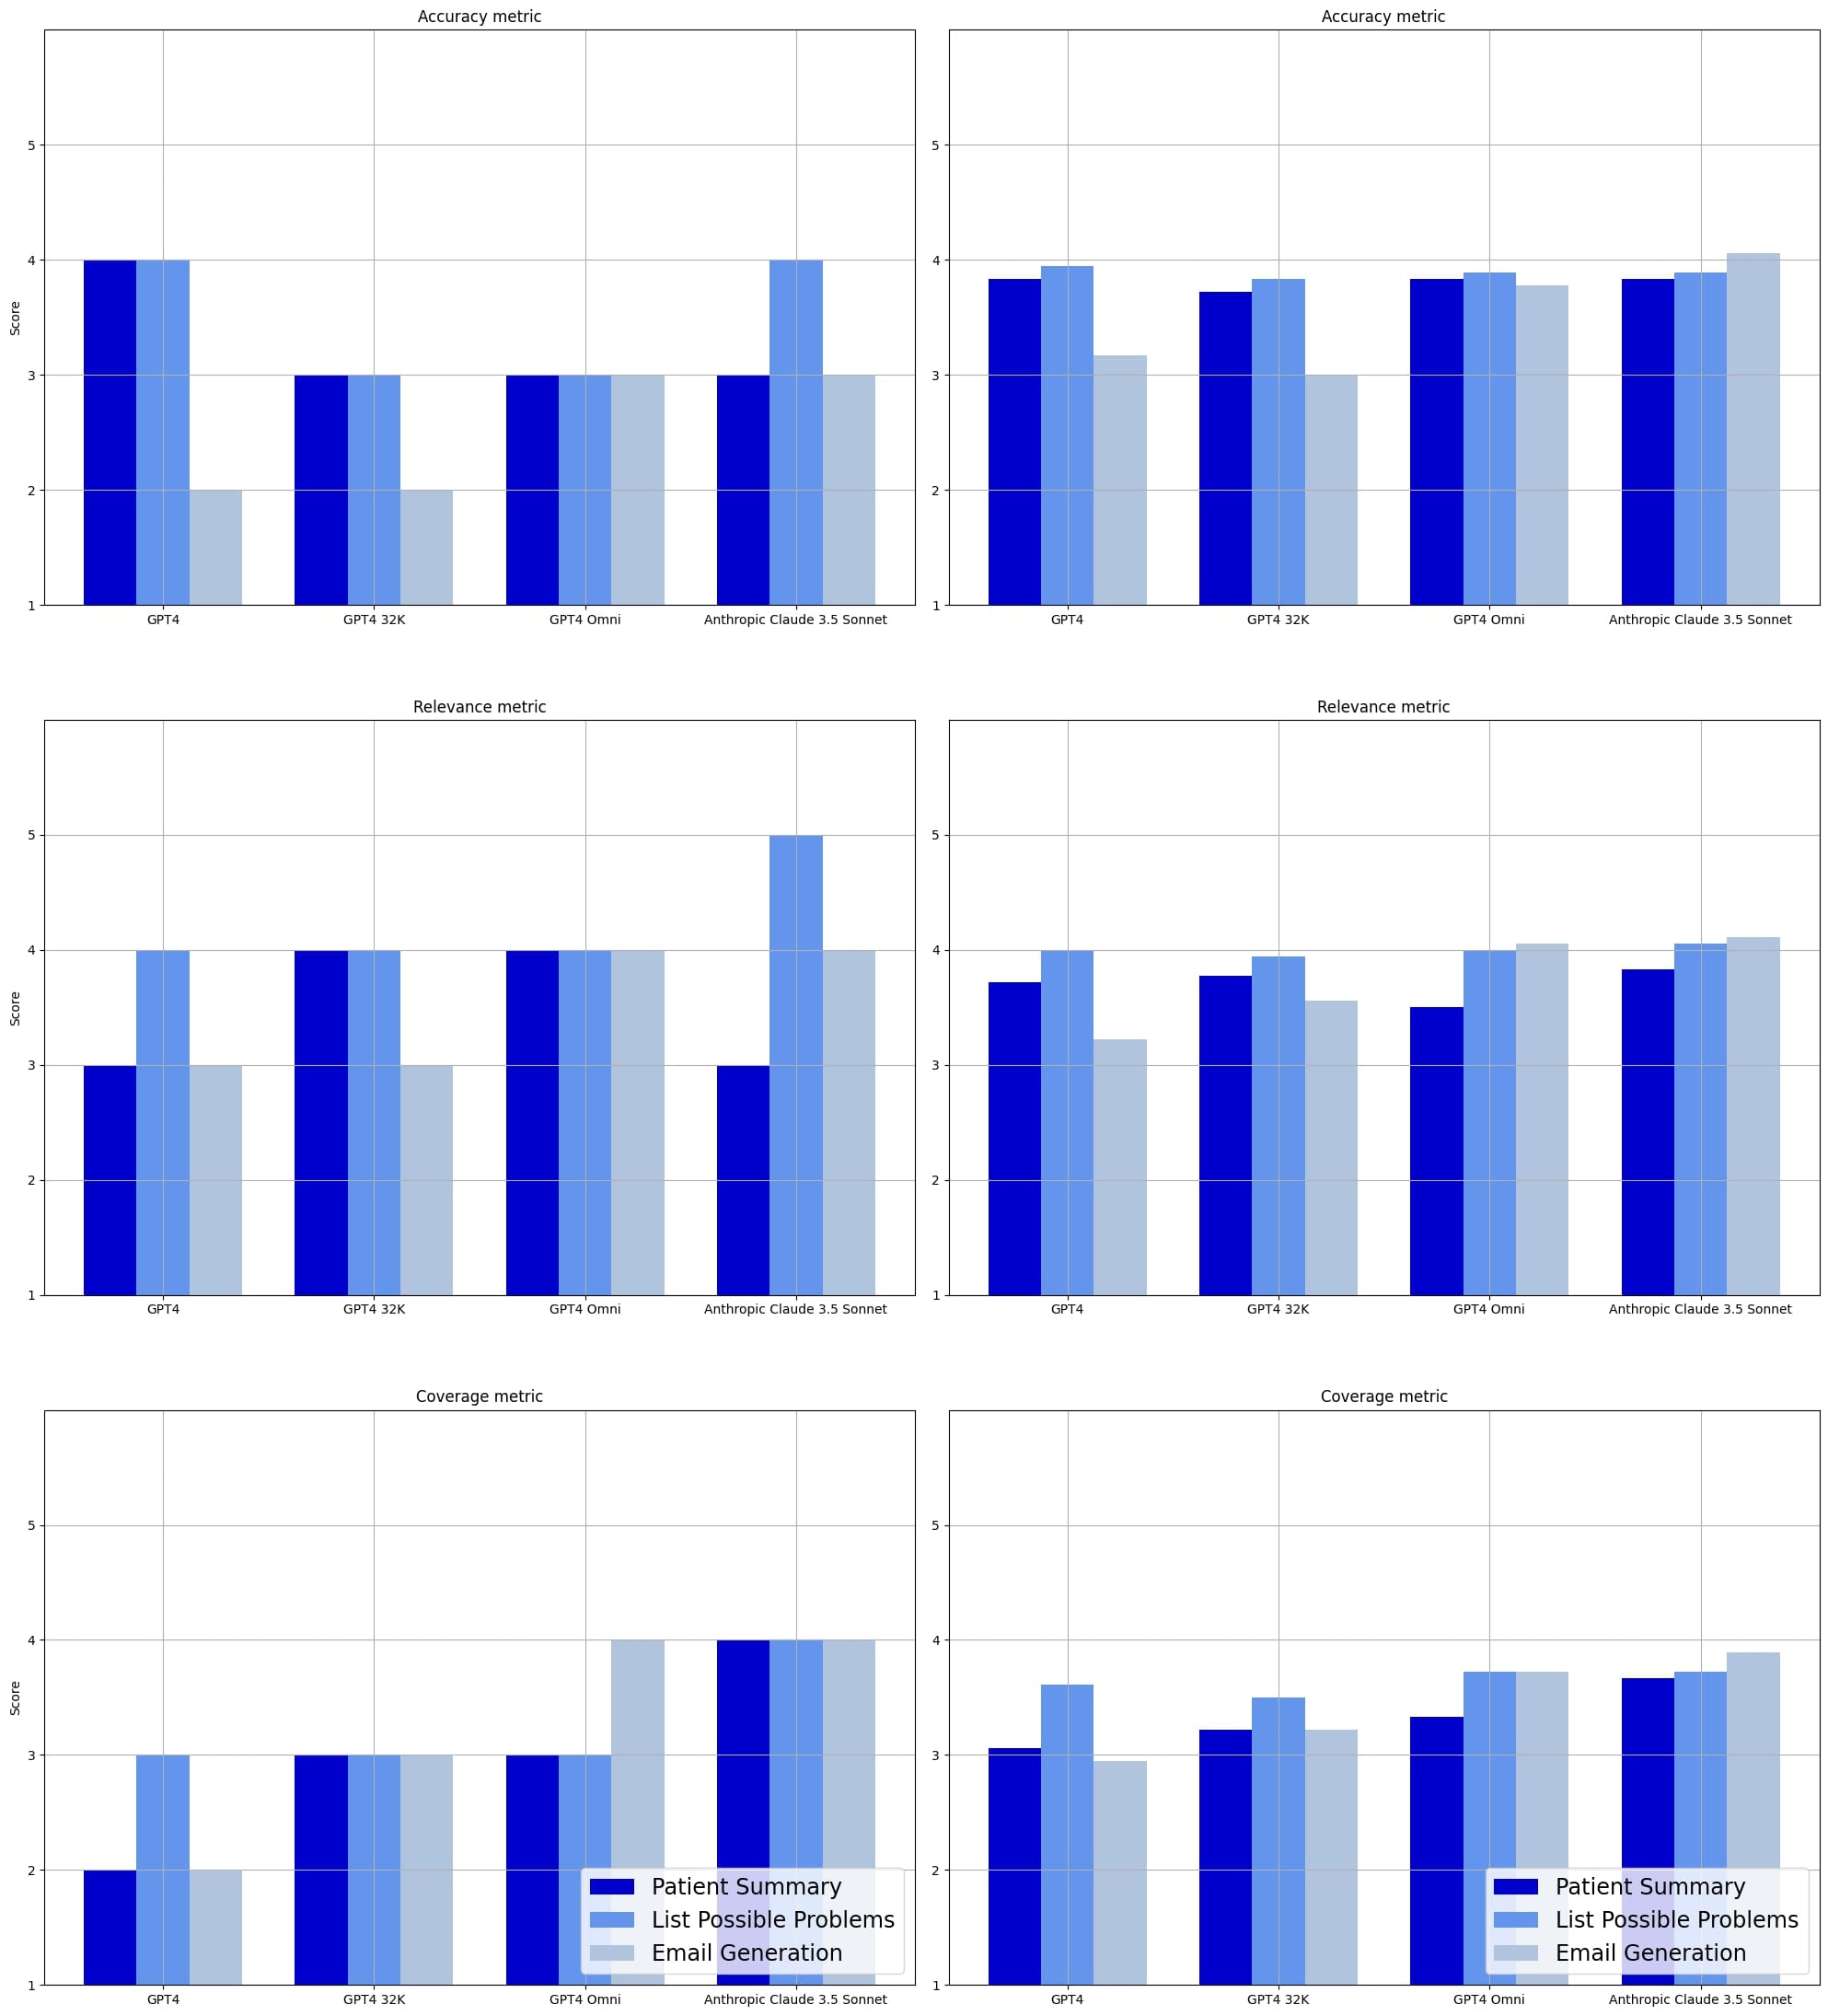 Accuracy metric
5
4
3
2
1
Score
GPT4
GPT4 32K
GPT4 Omni
Anthropic Claude 3.5 Sonnet
Accuracy metric
5
4
3
2
1
GPT4
GPT4 32K
GPT4 Omni
Anthropic Claude 3.5 Sonnet
Relevance metric
5
4
3
2
1
Score
GPT4
GPT4 32K
GPT4 Omni
Anthropic Claude 3.5 Sonnet
Relevance metric
5
4
3
2
1
GPT4
GPT4 32K
GPT4 Omni
Anthropic Claude 3.5 Sonnet
Coverage metric
5
4
3
2
1
Score
Patient Summary
List Possible Problems
Email Generation
GPT4
GPT4 32K
GPT4 Omni
Anthropic Claude 3.5 Sonnet
Coverage metric
5
4
3
2
1
Patient Summary
List Possible Problems
Email Generation
GPT4
GPT4 32K
GPT4 Omni
Anthropic Claude 3.5 Sonnet